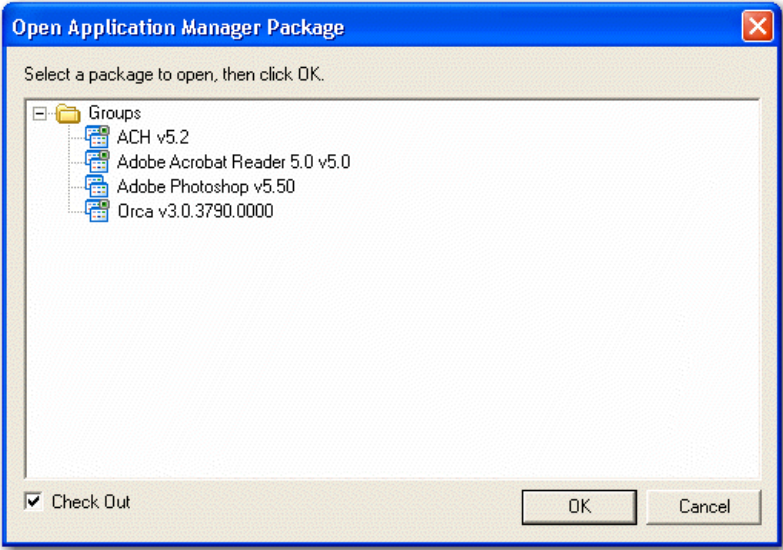 Open Application Manager Package
Select a package to open, then click OK.
Groups
ACH v5.2
Adobe Acrobat Reader 5.0 v5.0
Adobe Photoshop v5.50
Orca v3.0.3790.0000
Check Out
OK
Cancel